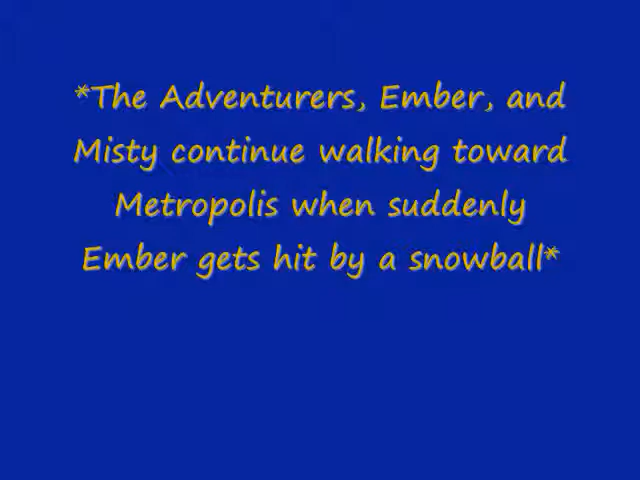 *The Adventurers, Ember, and
Misty continue walking toward
Metropolis when suddenly
Ember gets hit by a snowball*